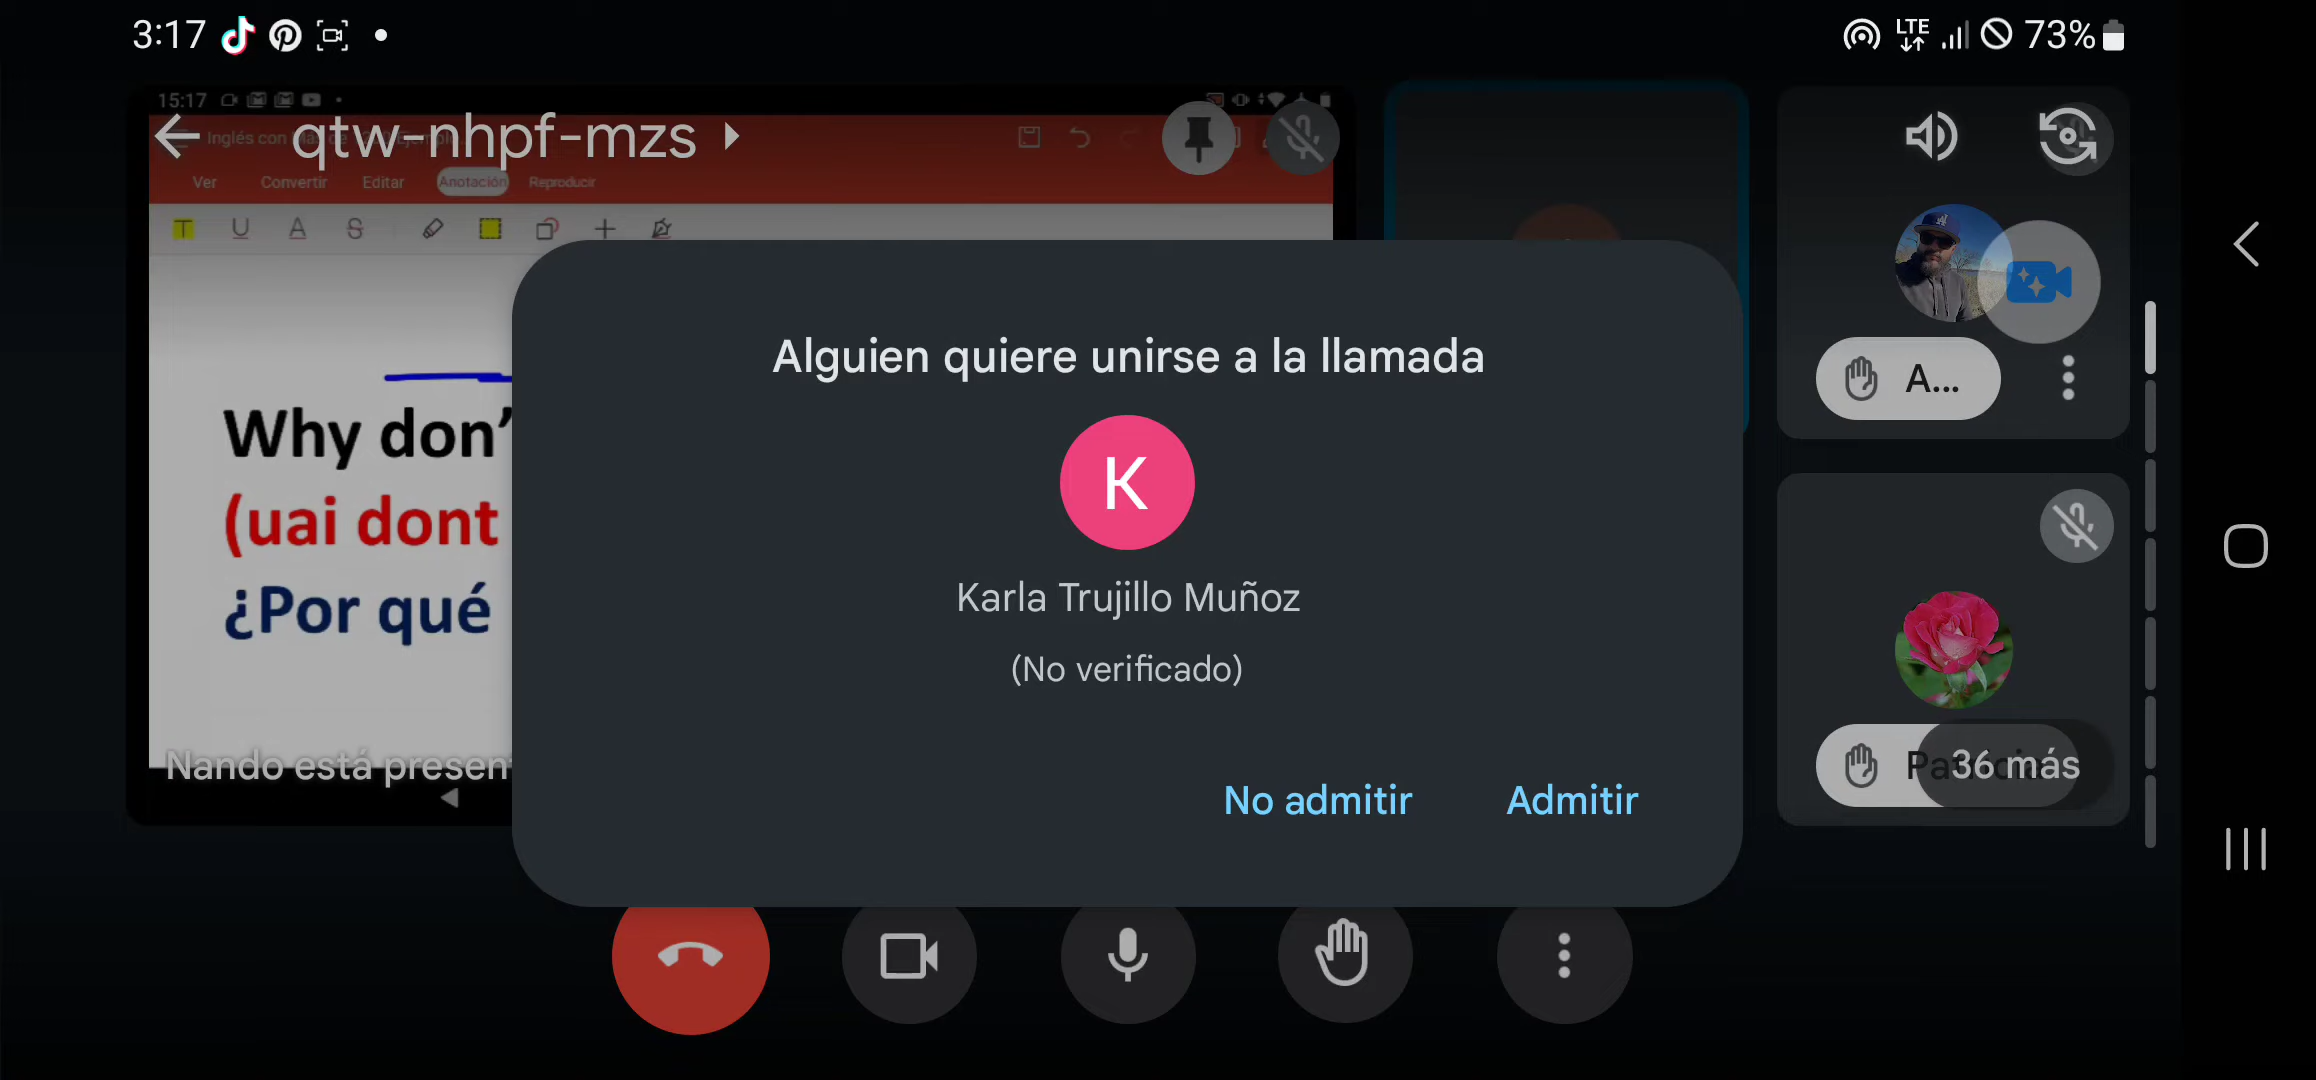 3:17
LTE
73%
15:17
qtw-nhpf-mzs
Inglés con
Ver
Convertir
Editar
Anotación
Reproducir
T U A S
Why don’
(uai dont
¿Por qué
Nando está presen
Alguien quiere unirse a la llamada
K
Karla Trujillo Muñoz
(No verificado)
No admitir
Admitir
A...
36 más